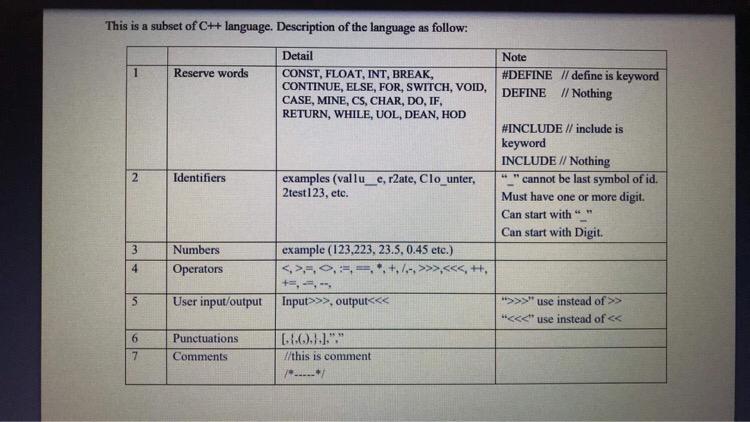 This is a subset of C++ language. Description of the language as follow:
Detail Note
1 Reserve words CONST, FLOAT, INT, BREAK, #DEFINE // define is keyword
CONTINUE, ELSE, FOR, SWITCH, VOID, DEFINE // Nothing
CASE, MINE, CS, CHAR, DO, IF,
RETURN, WHILE, UOL, DEAN, HOD #INCLUDE // include is
keyword
INCLUDE // Nothing
2 Identifiers examples (val1u__e, r2ate, C1o_unter, "_" cannot be last symbol of id.
2test123, etc. Must have one or more digit.
Can start with "_"
Can start with Digit.
3 Numbers example (123,223, 23.5, 0.45 etc.)
4 Operators <, >,=, <>, :=, ==, *, +, /,-, >>>,<<<, ++,
+=, -=, --,
5 User input/output Input>>>, output<<< ">>>" use instead of >>
"<<<" use instead of <<
6 Punctuations [,{,(,),},],","
7 Comments //this is comment
/*-----*/